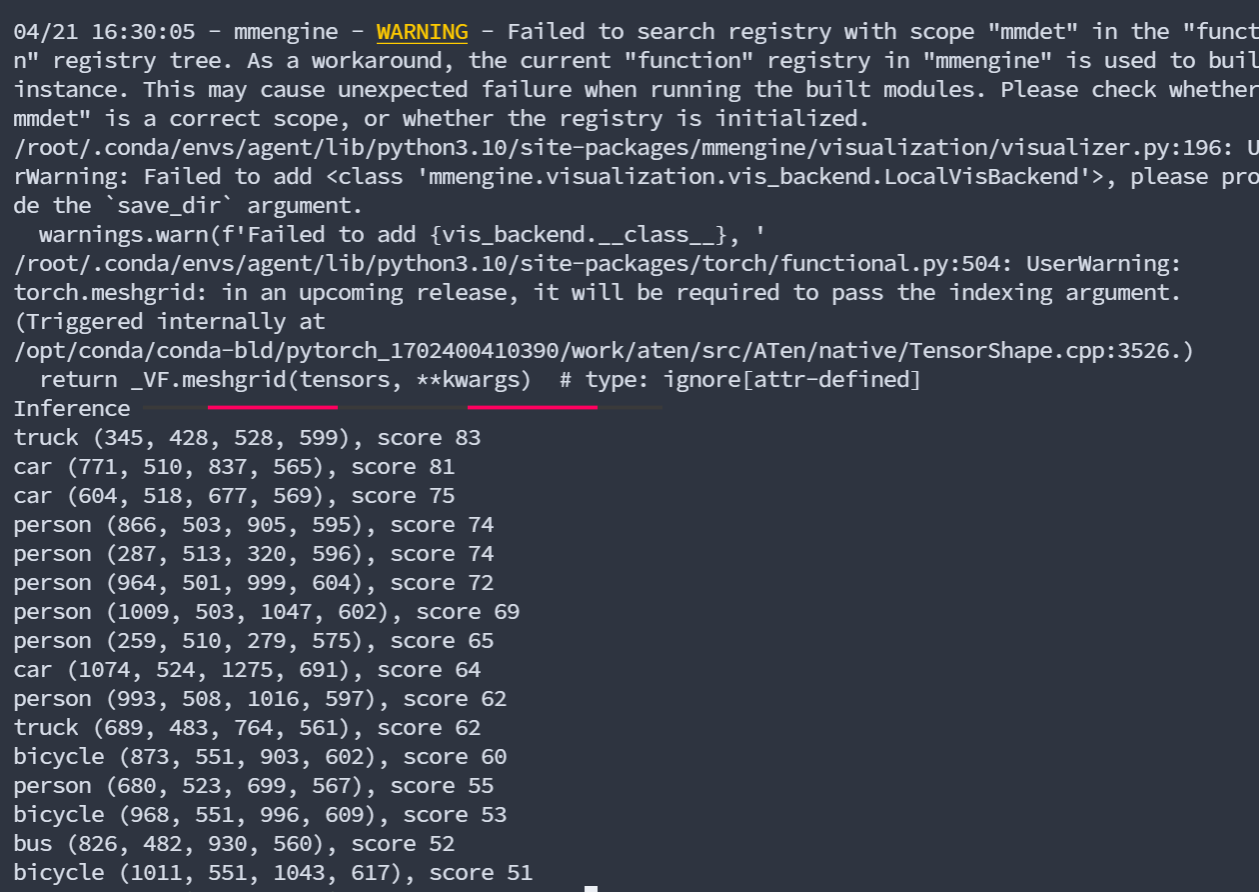 04/21 16:30:05 - mmengine - WARNING - Failed to search registry with scope "mmdet" in the "funct
n" registry tree. As a workaround, the current "function" registry in "mmengine" is used to buil
instance. This may cause unexpected failure when running the built modules. Please check whether
mmdet" is a correct scope, or whether the registry is initialized.
/root/.conda/envs/agent/lib/python3.10/site-packages/mmengine/visualization/visualizer.py:196: U
rWarning: Failed to add <class 'mmengine.visualization.vis_backend.LocalVisBackend'>, please pro
de the `save_dir` argument.
  warnings.warn(f'Failed to add {vis_backend.__class__}, '
/root/.conda/envs/agent/lib/python3.10/site-packages/torch/functional.py:504: UserWarning:
torch.meshgrid: in an upcoming release, it will be required to pass the indexing argument.
(Triggered internally at
/opt/conda/conda-bld/pytorch_1702400410390/work/aten/src/ATen/native/TensorShape.cpp:3526.)
  return _VF.meshgrid(tensors, **kwargs)  # type: ignore[attr-defined]
Inference
truck (345, 428, 528, 599), score 83
car (771, 510, 837, 565), score 81
car (604, 518, 677, 569), score 75
person (866, 503, 905, 595), score 74
person (287, 513, 320, 596), score 74
person (964, 501, 999, 604), score 72
person (1009, 503, 1047, 602), score 69
person (259, 510, 279, 575), score 65
car (1074, 524, 1275, 691), score 64
person (993, 508, 1016, 597), score 62
truck (689, 483, 764, 561), score 62
bicycle (873, 551, 903, 602), score 60
person (680, 523, 699, 567), score 55
bicycle (968, 551, 996, 609), score 53
bus (826, 482, 930, 560), score 52
bicycle (1011, 551, 1043, 617), score 51